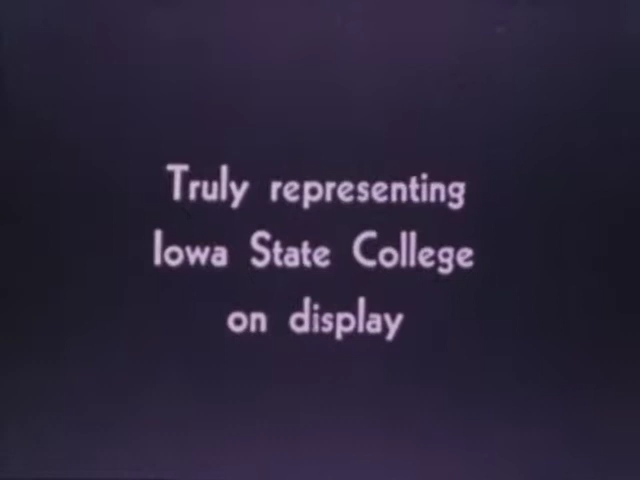 Truly representing
Iowa State College
on display